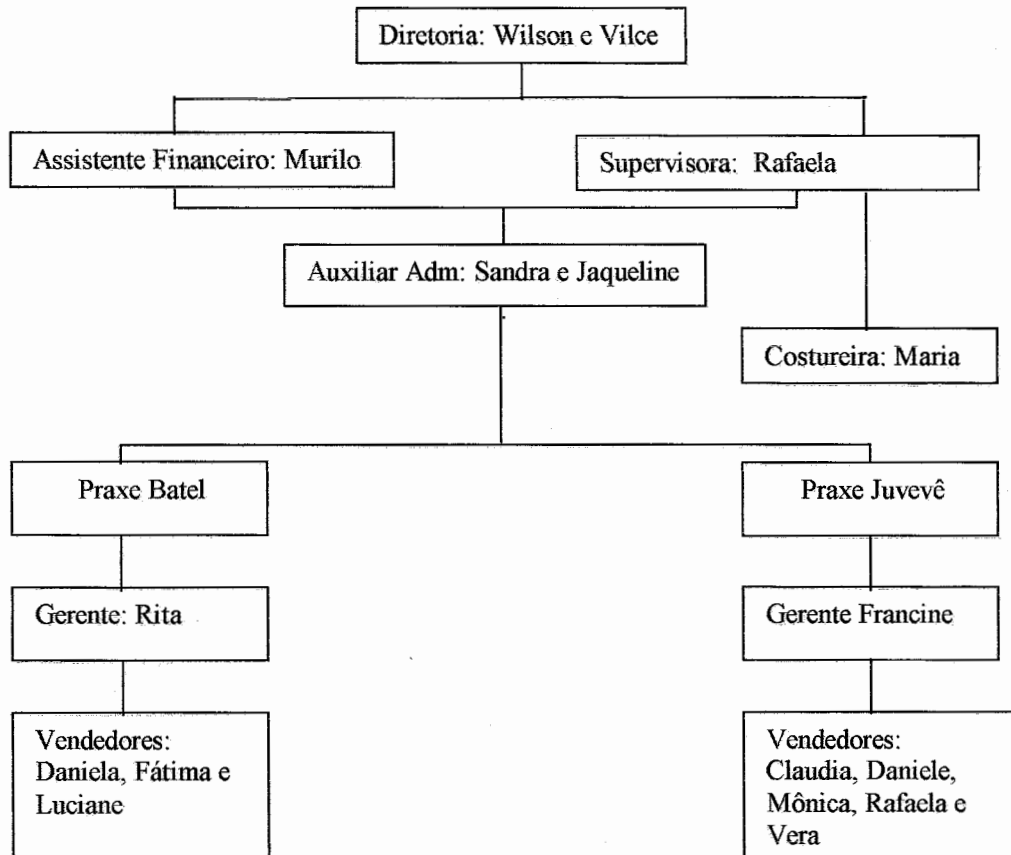 Diretoria: Wilson e Vilce
Assistente Financeiro: Murilo
Supervisora: Rafaela
Auxiliar Adm: Sandra e Jaqueline
Costureira: Maria
Praxe Batel
Praxe Juvevê
Gerente: Rita
Gerente Francine
Vendedores:
Daniela, Fátima e
Luciane
Vendedores:
Claudia, Daniele,
Mônica, Rafaela e
Vera